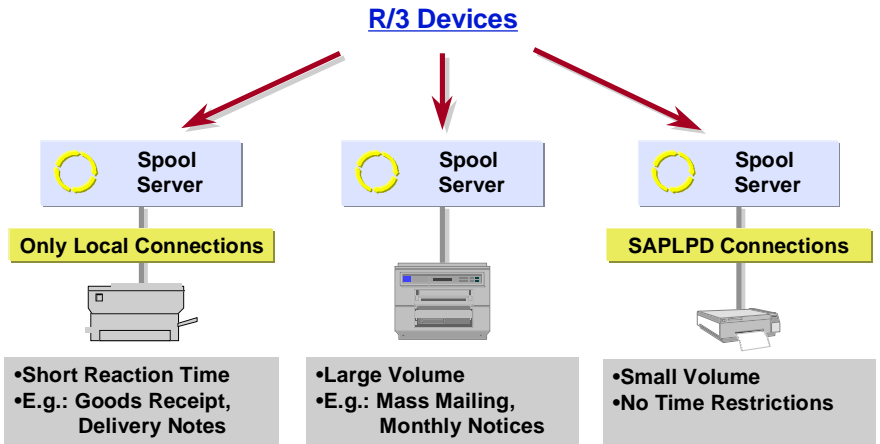 R/3 Devices
Spool
Server
Spool
Server
Spool
Server
Only Local Connections
SAPLPD Connections
•Short Reaction Time
•E.g.: Goods Receipt,
Delivery Notes
•Large Volume
•E.g.: Mass Mailing,
Monthly Notices
•Small Volume
•No Time Restrictions